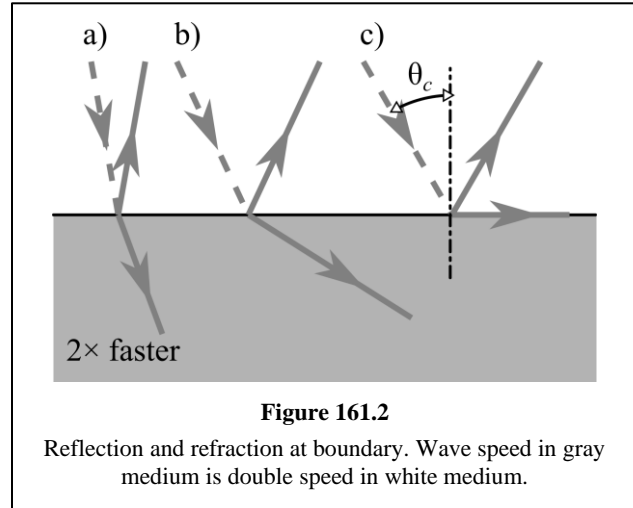 a) b) c)
θc
2× faster
Figure 161.2
Reflection and refraction at boundary. Wave speed in gray
medium is double speed in white medium.